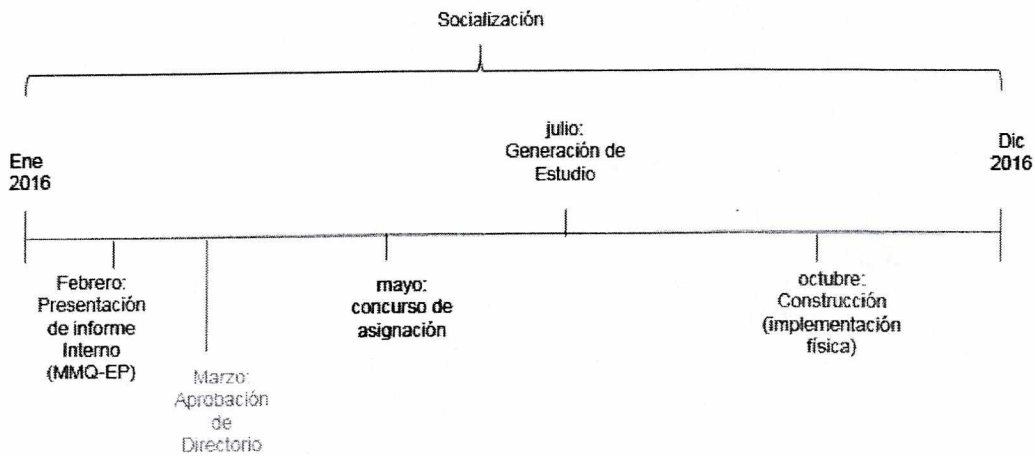 Socialización
Ene
2016
julio:
Generación de
Estudio
Dic
2016
Febrero:
Presentación
de informe
Interno
(MMQ-EP)
Marzo:
Aprobación
de
Directorio
mayo:
concurso de
asignación
octubre:
Construcción
(implementación
física)